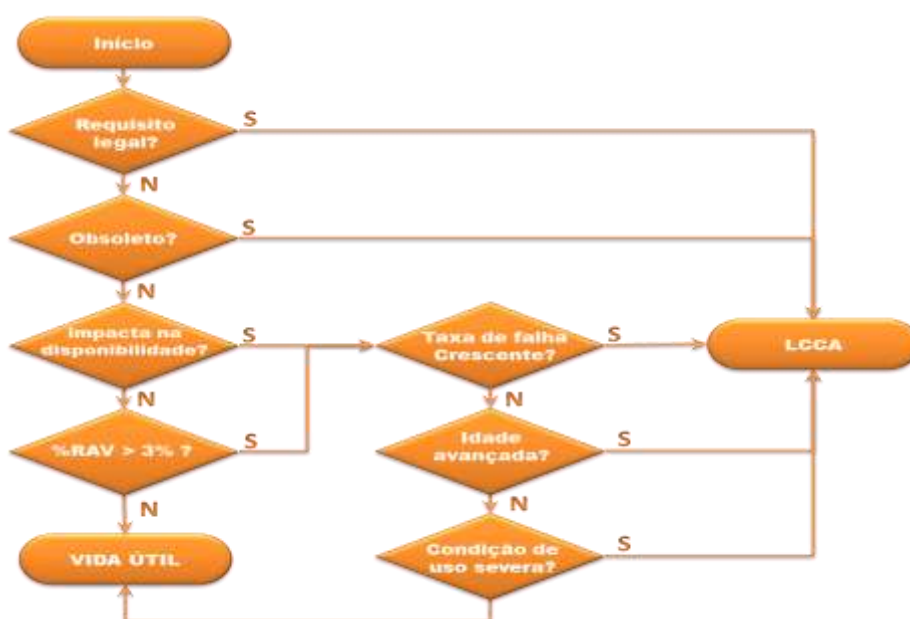 Início
Requisito
legal?
S
N
Obsoleto?
S
N
Impacta na
disponibilidade?
S
Taxa de falha
Crescente?
S
LCCA
N
N
%RAV > 3% ?
S
Idade
avançada?
S
N
N
VIDA ÚTIL
Condição de
uso severa?
S